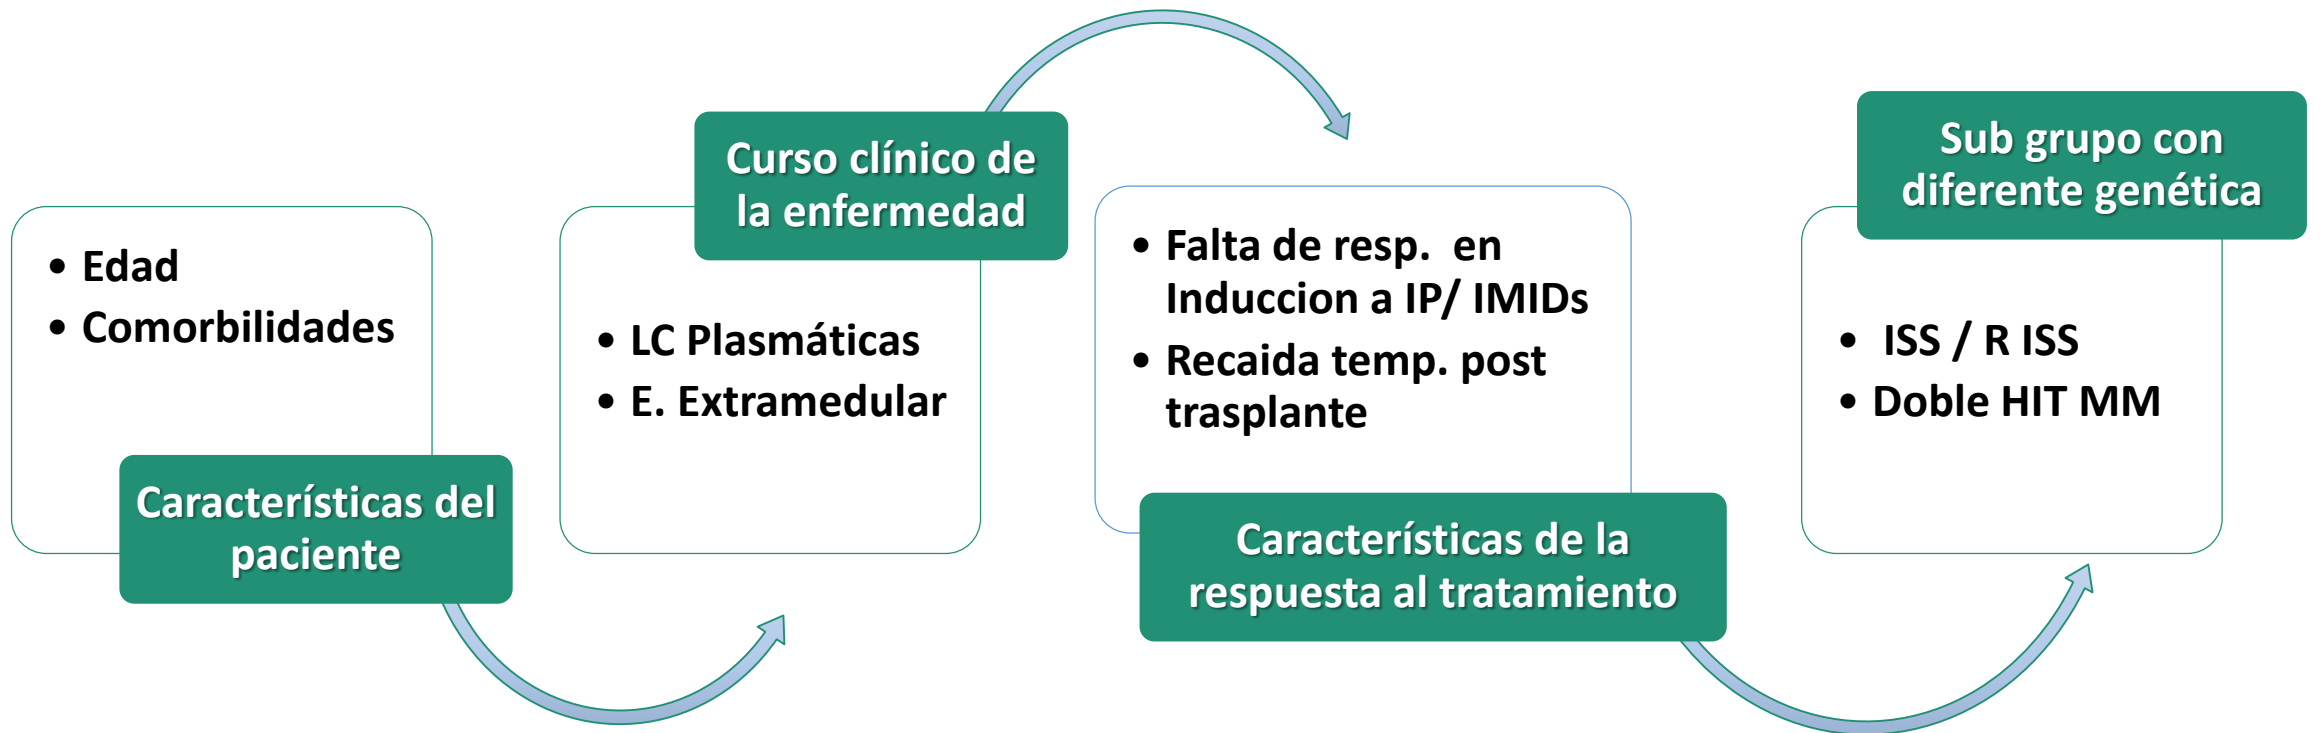 • Edad
• Comorbilidades
Características del
paciente
Curso clínico de
la enfermedad
• LC Plasmáticas
• E. Extramedular
• Falta de resp. en
Induccion a IP/ IMIDs
• Recaida temp. post
trasplante
Características de la
respuesta al tratamiento
Sub grupo con
diferente genética
• ISS / R ISS
• Doble HIT MM